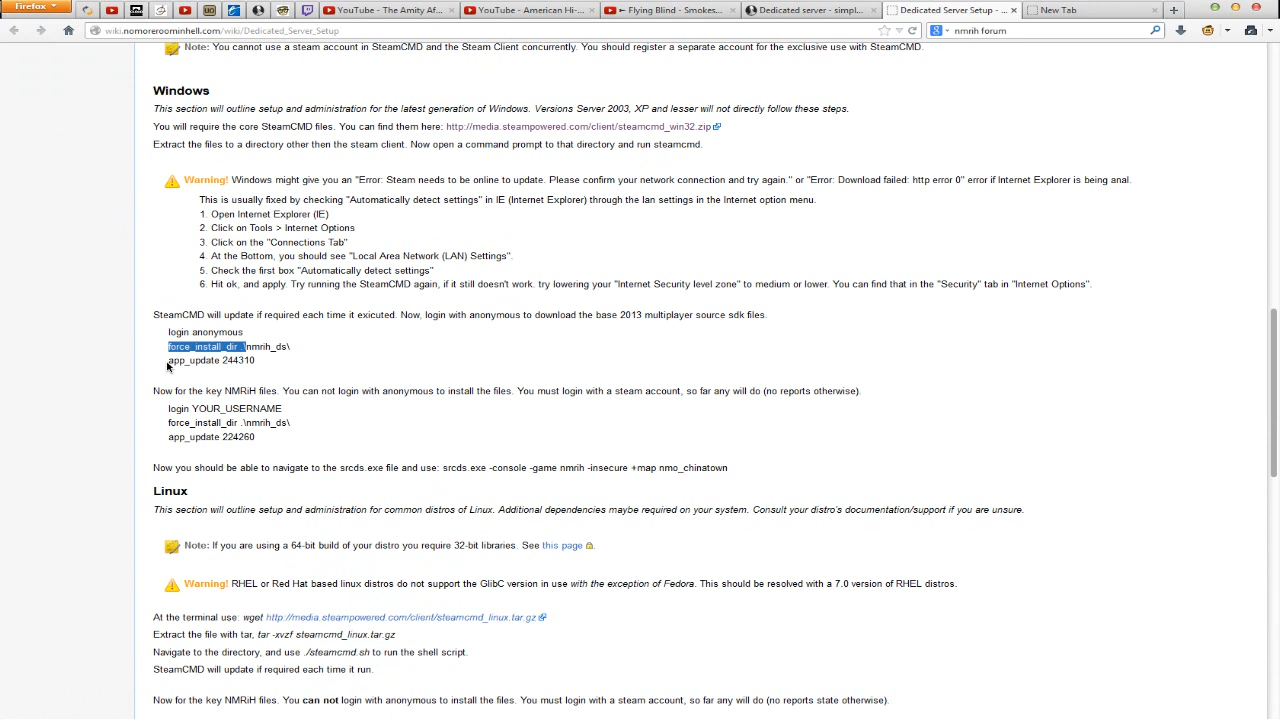 Firefox
YouTube - The Amity Af...
YouTube - American Hi-...
← Flying Blind - Smokes...
Dedicated server - simpl...
Dedicated Server Setup - ...
New Tab
wiki.nomoreroominhell.com/wiki/Dedicated_Server_Setup
nmrih forum
Note: You cannot use a steam account in SteamCMD and the Steam Client concurrently. You should register a separate account for the exclusive use with SteamCMD.
Windows
This section will outline setup and administration for the latest generation of Windows. Versions Server 2003, XP and lesser will not directly follow these steps.
You will require the core SteamCMD files. You can find them here: http://media.steampowered.com/client/steamcmd_win32.zip
Extract the files to a directory other then the steam client. Now open a command prompt to that directory and run steamcmd.
Warning! Windows might give you an "Error: Steam needs to be online to update. Please confirm your network connection and try again." or "Error: Download failed: http error 0" error if Internet Explorer is being anal.
This is usually fixed by checking "Automatically detect settings" in IE (Internet Explorer) through the lan settings in the Internet option menu.
1. Open Internet Explorer (IE)
2. Click on Tools > Internet Options
3. Click on the "Connections Tab"
4. At the Bottom, you should see "Local Area Network (LAN) Settings".
5. Check the first box "Automatically detect settings"
6. Hit ok, and apply. Try running the SteamCMD again, if it still doesn't work. try lowering your "Internet Security level zone" to medium or lower. You can find that in the "Security" tab in "Internet Options".
SteamCMD will update if required each time it exicuted. Now, login with anonymous to download the base 2013 multiplayer source sdk files.
login anonymous
force_install_dir .\nmrih_ds\
app_update 244310
Now for the key NMRiH files. You can not login with anonymous to install the files. You must login with a steam account, so far any will do (no reports otherwise).
login YOUR_USERNAME
force_install_dir .\nmrih_ds\
app_update 224260
Now you should be able to navigate to the srcds.exe file and use: srcds.exe -console -game nmrih -insecure +map nmo_chinatown
Linux
This section will outline setup and administration for common distros of Linux. Additional dependencies maybe required on your system. Consult your distro's documentation/support if you are unsure.
Note: If you are using a 64-bit build of your distro you require 32-bit libraries. See this page.
Warning! RHEL or Red Hat based linux distros do not support the GlibC version in use with the exception of Fedora. This should be resolved with a 7.0 version of RHEL distros.
At the terminal use: wget http://media.steampowered.com/client/steamcmd_linux.tar.gz
Extract the file with tar, tar -xvzf steamcmd_linux.tar.gz
Navigate to the directory, and use ./steamcmd.sh to run the shell script.
SteamCMD will update if required each time it run.
Now for the key NMRiH files. You can not login with anonymous to install the files. You must login with a steam account, so far any will do (no reports state otherwise).